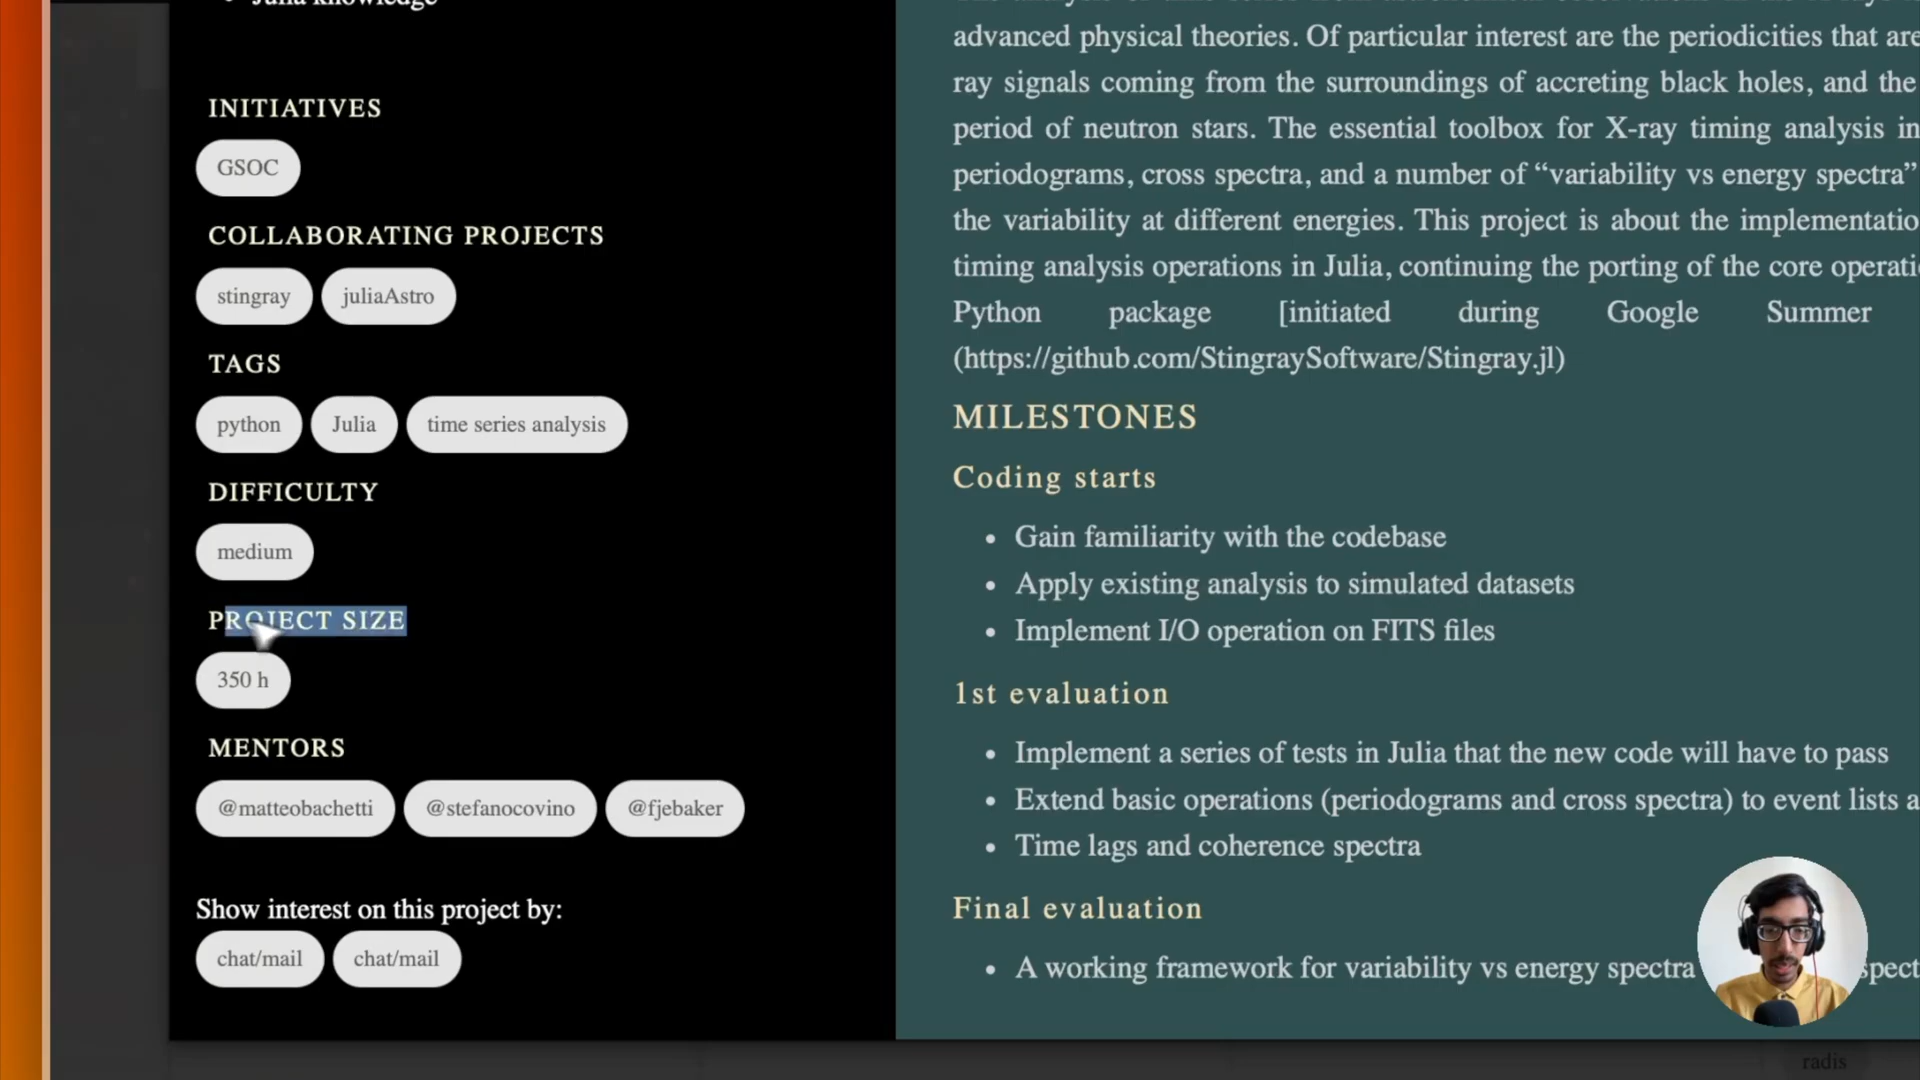 Julia knowledge
INITIATIVES
GSOC
COLLABORATING PROJECTS
stingray juliaAstro
TAGS
python Julia time series analysis
DIFFICULTY
medium
PROJECT SIZE
350 h
MENTORS
@matteobachetti @stefanocovino @fjebaker
Show interest on this project by:
chat/mail chat/mail
advanced physical theories. Of particular interest are the periodicities that are
ray signals coming from the surroundings of accreting black holes, and the
period of neutron stars. The essential toolbox for X-ray timing analysis in
periodograms, cross spectra, and a number of “variability vs energy spectra”
the variability at different energies. This project is about the
timing analysis operations in Julia, continuing the porting of the core
Python package [initiated during Google Summer
(https://github.com/StingraySoftware/Stingray.jl)
MILESTONES
Coding starts
• Gain familiarity with the codebase
• Apply existing analysis to simulated datasets
• Implement I/O operation on FITS files
1st evaluation
• Implement a series of tests in Julia that the new code will have to pass
• Extend basic operations (periodograms and cross spectra) to event lists
• Time lags and coherence spectra
Final evaluation
• A working framework for variability vs energy spectra
radis